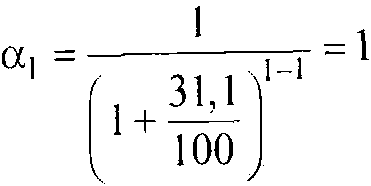 α₁ = 1 / (1 + 31,1/100)^(1−1) = 1